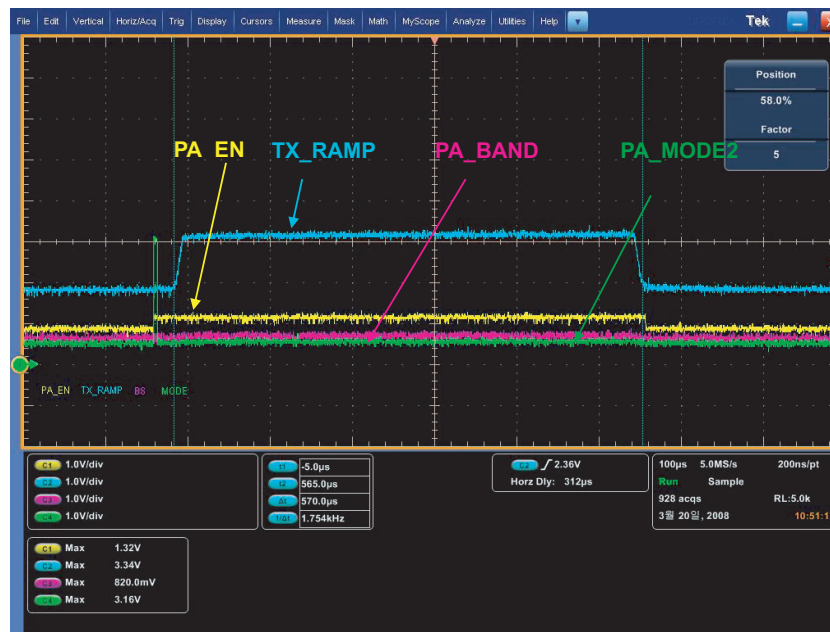 File Edit Vertical Horiz/Acq Trig Display Cursors Measure Mask Math MyScope Analyze Utilities Help Tek
Position
58.0%
Factor
5
PA EN TX_RAMP PA_BAND PA_MODE2
PA_EN TX_RAMP BS MODE
C1 1.0V/div
C2 1.0V/div
C3 1.0V/div
C4 1.0V/div
t1 -5.0µs
t2 565.0µs
Δt 570.0µs
1/Δt 1.754kHz
C2 2.36V
Horz Dly: 312µs
100µs 5.0MS/s 200ns/pt
Run Sample
928 acqs RL:5.0k
3월 20일, 2008 10:51:1
C1 Max 1.32V
C2 Max 3.34V
C3 Max 820.0mV
C4 Max 3.16V